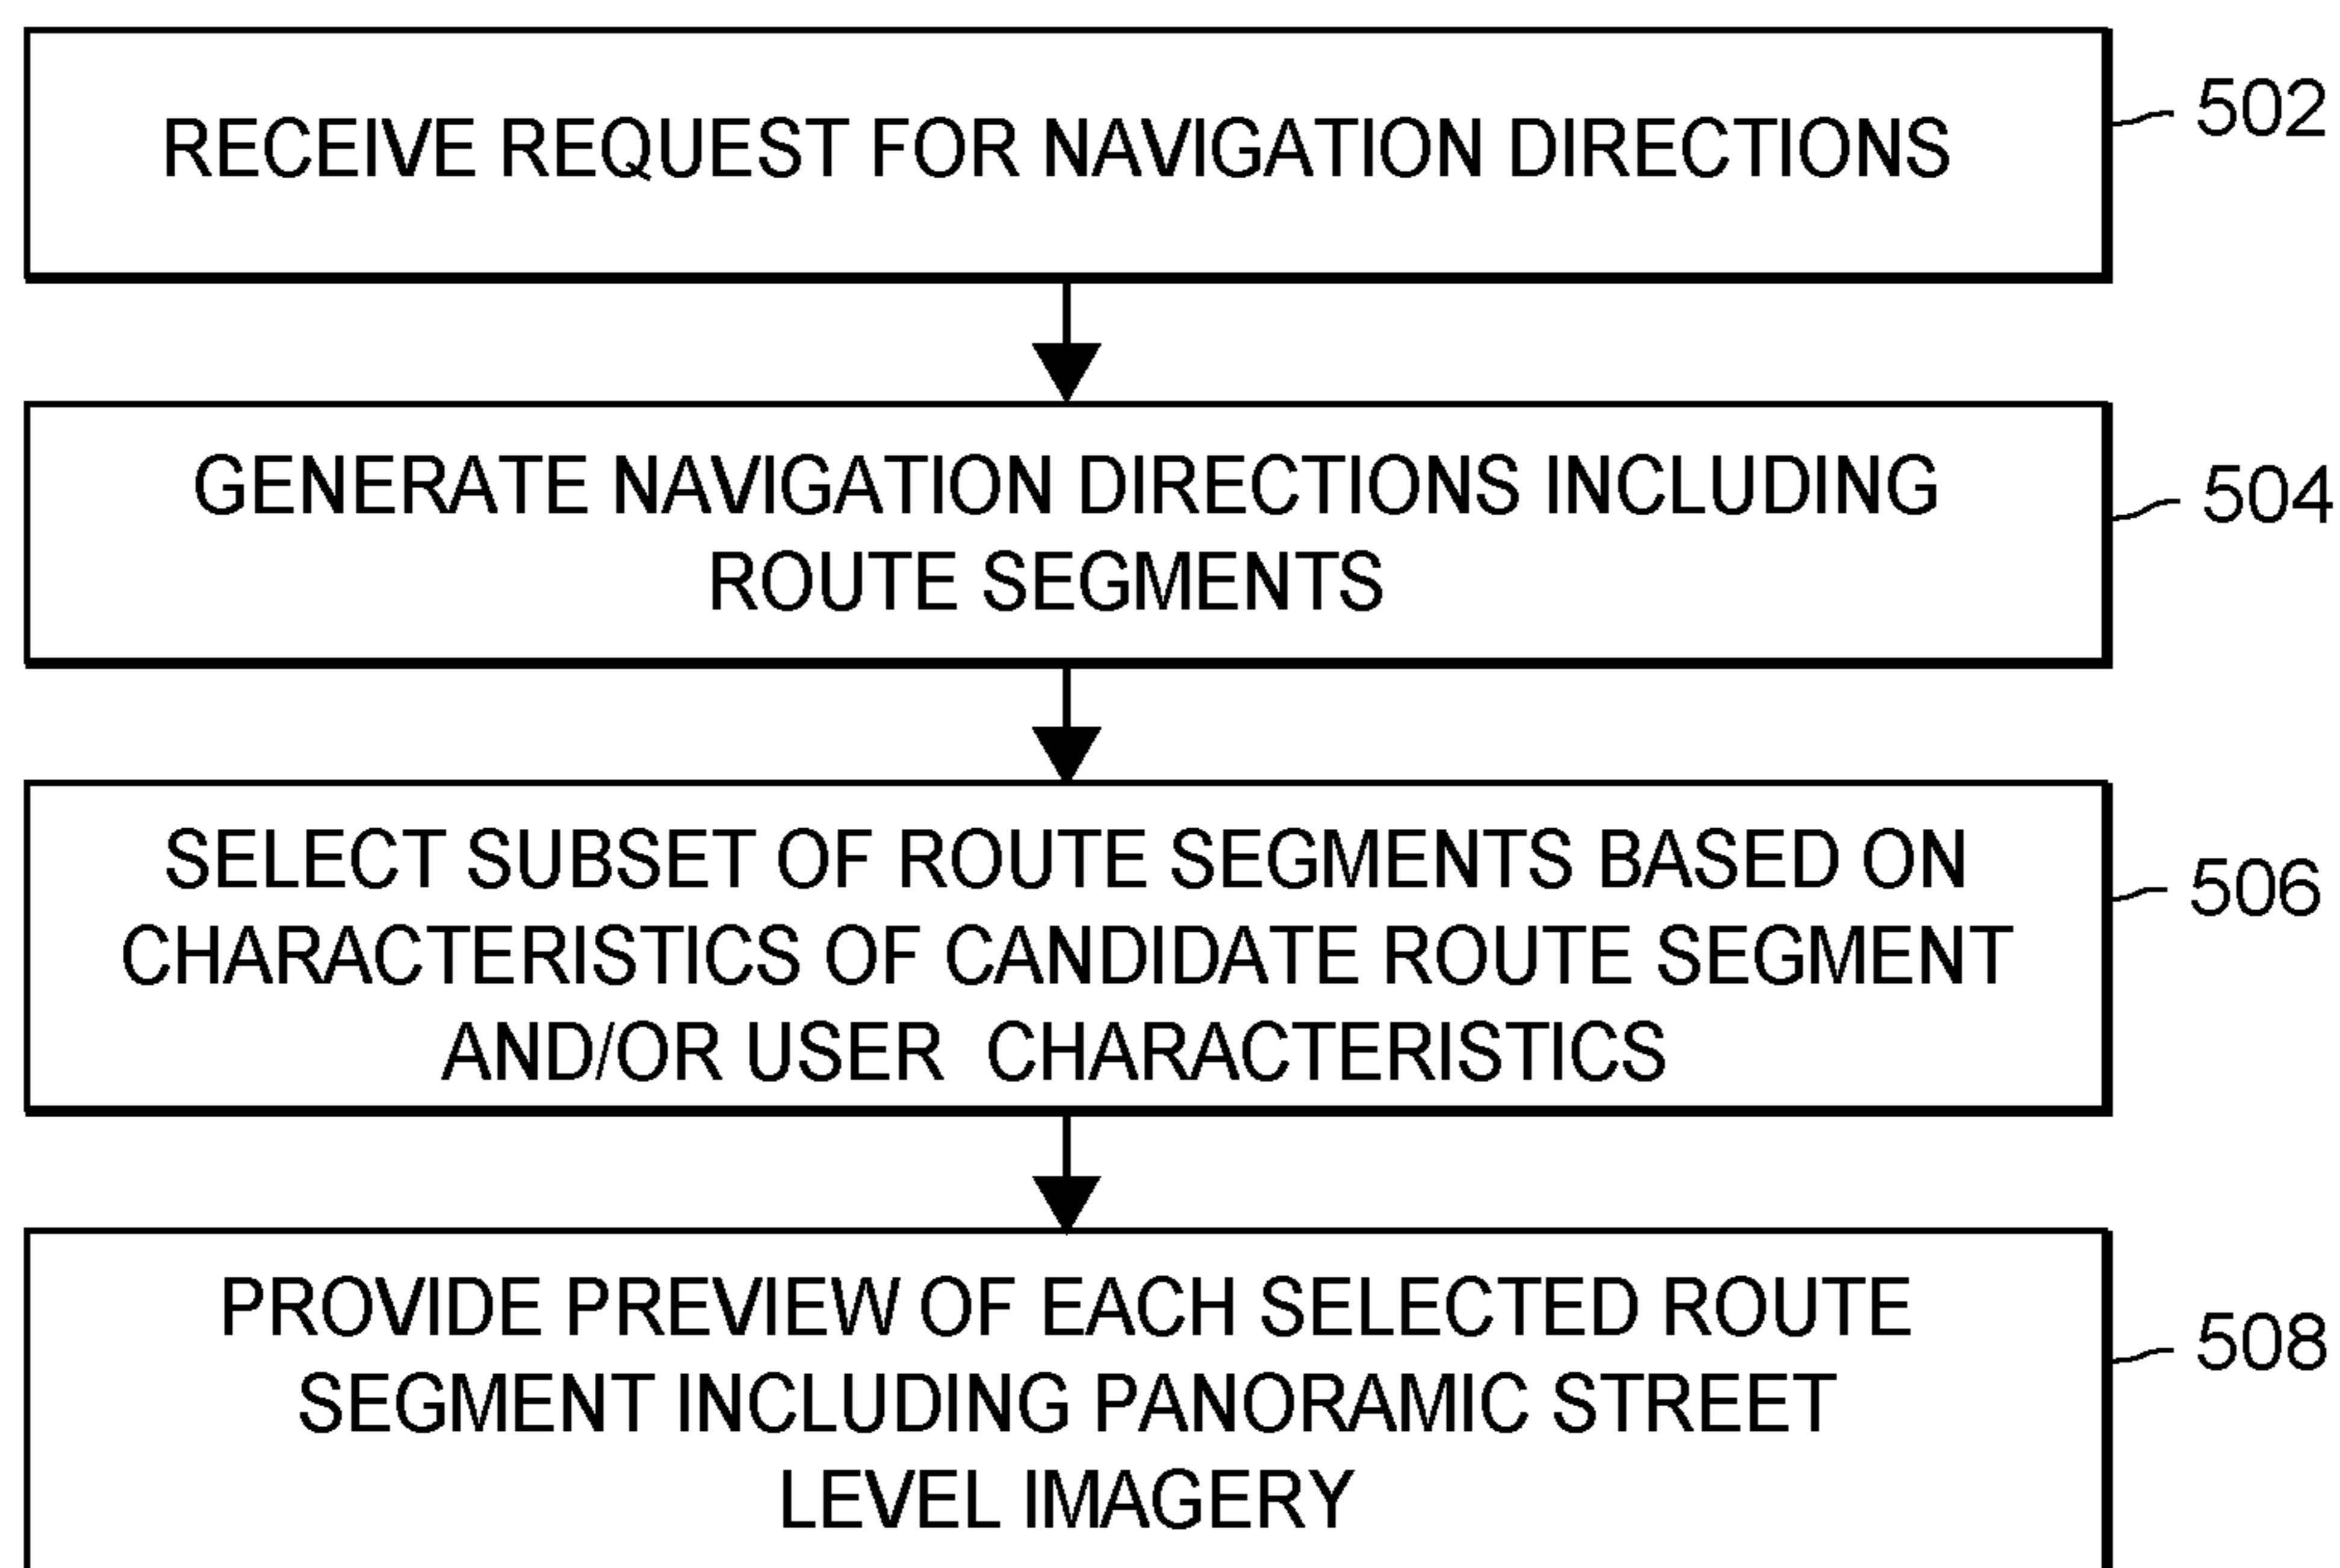 RECEIVE REQUEST FOR NAVIGATION DIRECTIONS
502
GENERATE NAVIGATION DIRECTIONS INCLUDING
ROUTE SEGMENTS
504
SELECT SUBSET OF ROUTE SEGMENTS BASED ON
CHARACTERISTICS OF CANDIDATE ROUTE SEGMENT
AND/OR USER CHARACTERISTICS
506
PROVIDE PREVIEW OF EACH SELECTED ROUTE
SEGMENT INCLUDING PANORAMIC STREET
LEVEL IMAGERY
508